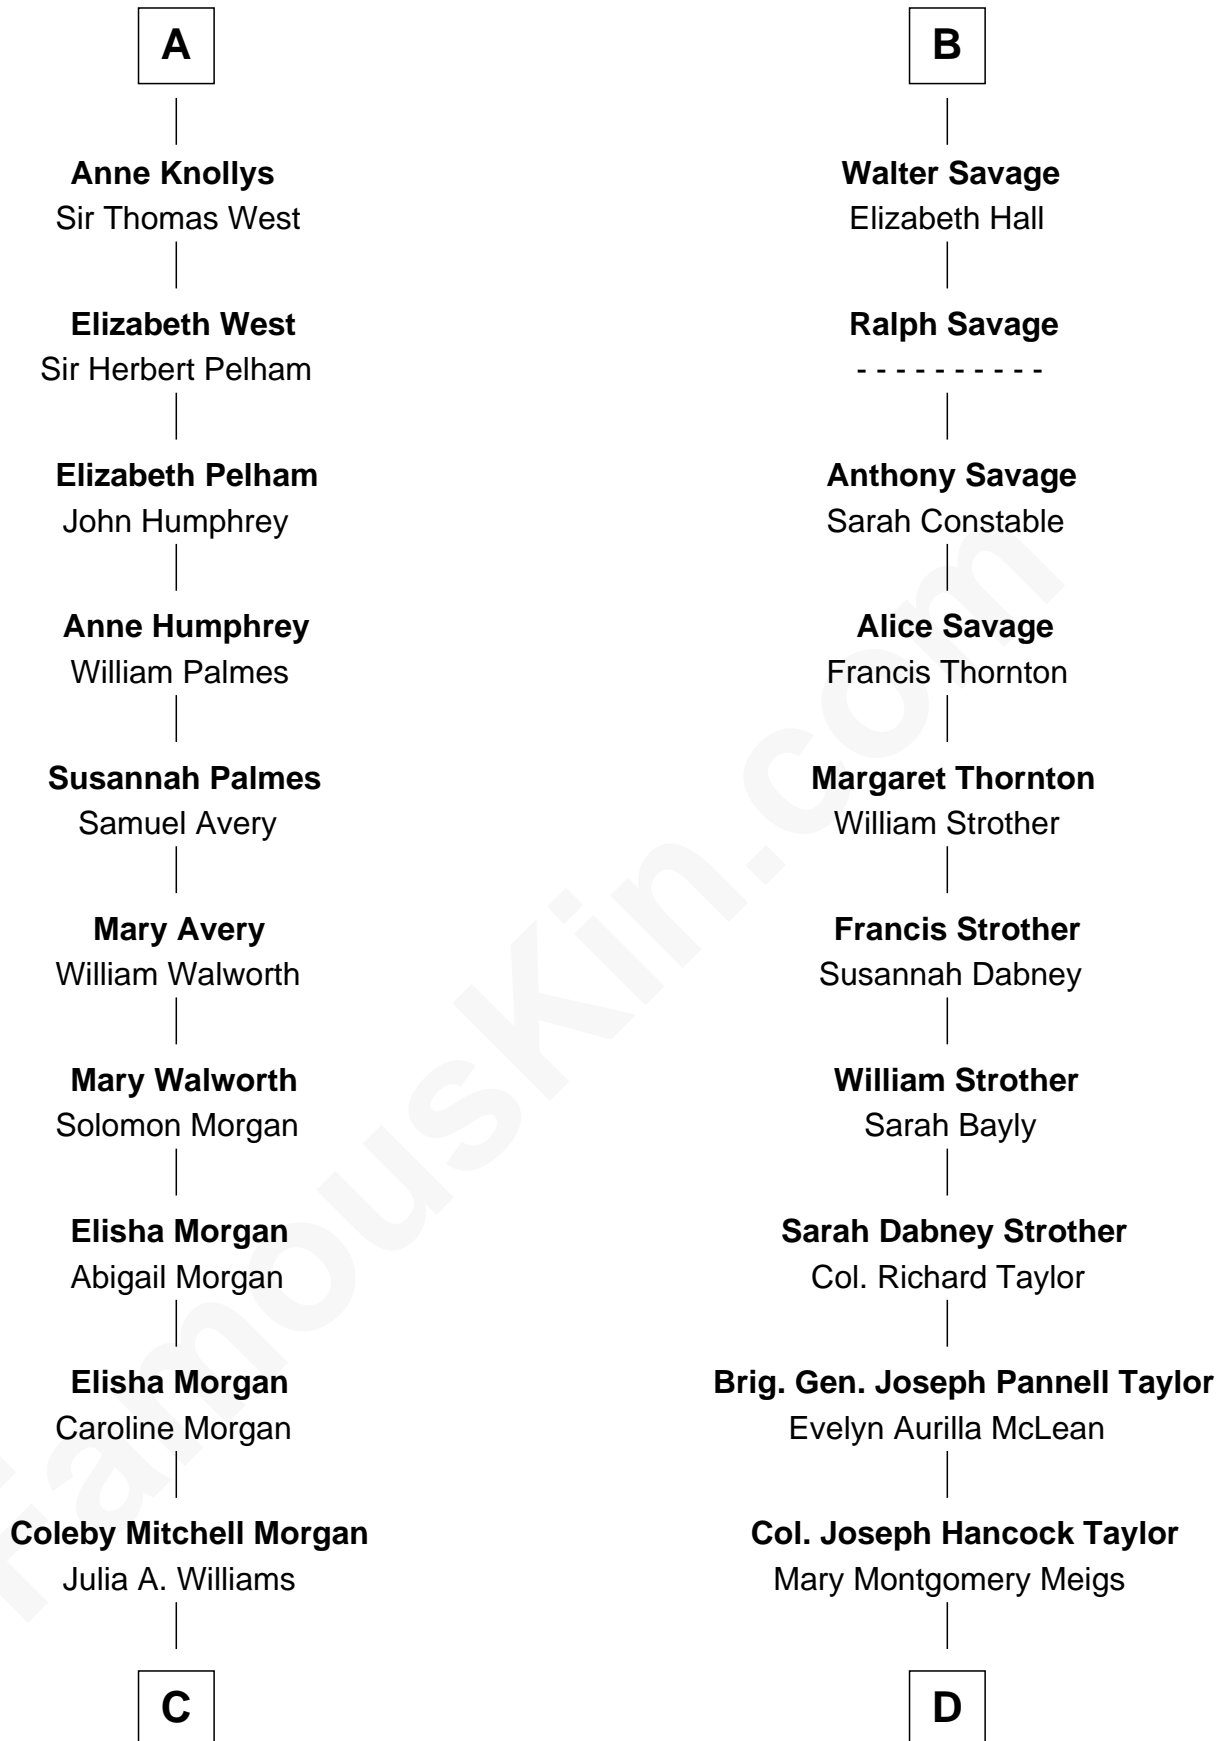 A
Anne Knollys
Sir Thomas West
Elizabeth West
Sir Herbert Pelham
Elizabeth Pelham
John Humphrey
Anne Humphrey
William Palmes
Susannah Palmes
Samuel Avery
Mary Avery
William Walworth
Mary Walworth
Solomon Morgan
Elisha Morgan
Abigail Morgan
Elisha Morgan
Caroline Morgan
Coleby Mitchell Morgan
Julia A. Williams
C
B
Walter Savage
Elizabeth Hall
Ralph Savage
- - - - - - - - - -
Anthony Savage
Sarah Constable
Alice Savage
Francis Thornton
Margaret Thornton
William Strother
Francis Strother
Susannah Dabney
William Strother
Sarah Bayly
Sarah Dabney Strother
Col. Richard Taylor
Brig. Gen. Joseph Pannell Taylor
Evelyn Aurilla McLean
Col. Joseph Hancock Taylor
Mary Montgomery Meigs
D
FamousKin.com